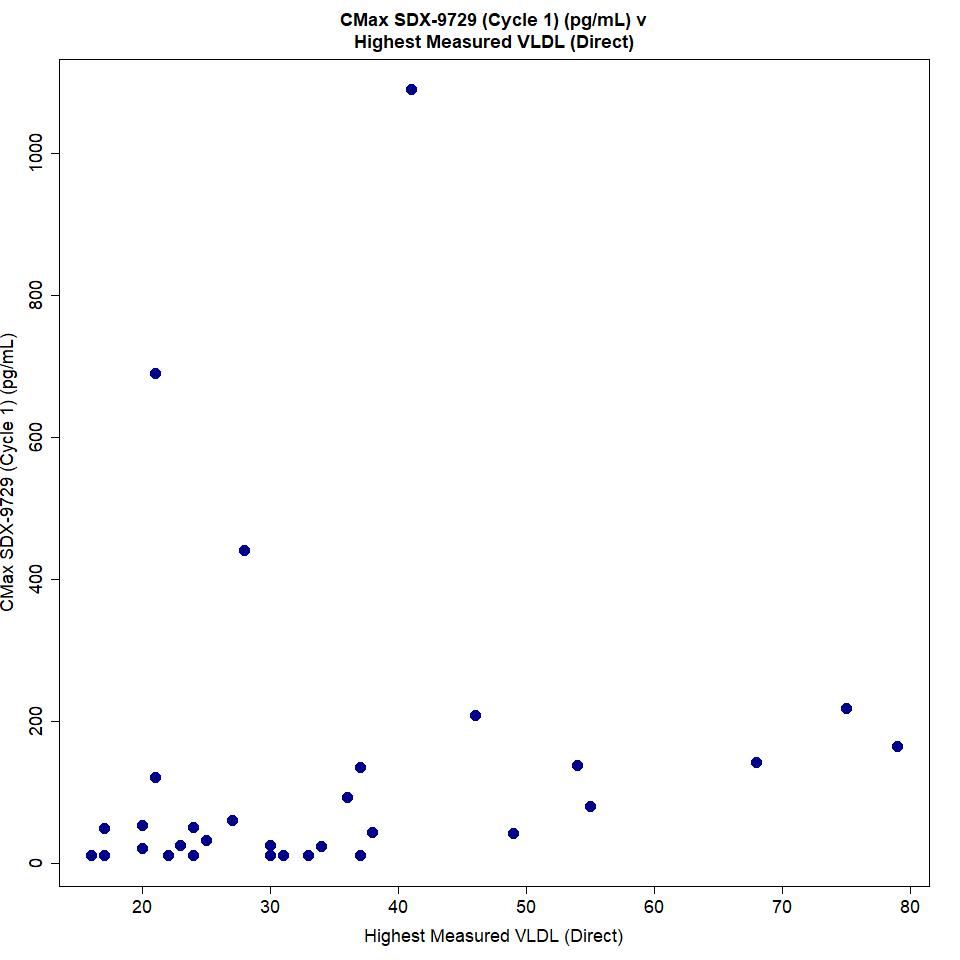 CMax SDX-9729 (Cycle 1) (pg/mL) v
Highest Measured VLDL (Direct)
CMax SDX-9729 (Cycle 1) (pg/mL)
1000
800
600
400
200
0
20 30 40 50 60 70 80
Highest Measured VLDL (Direct)